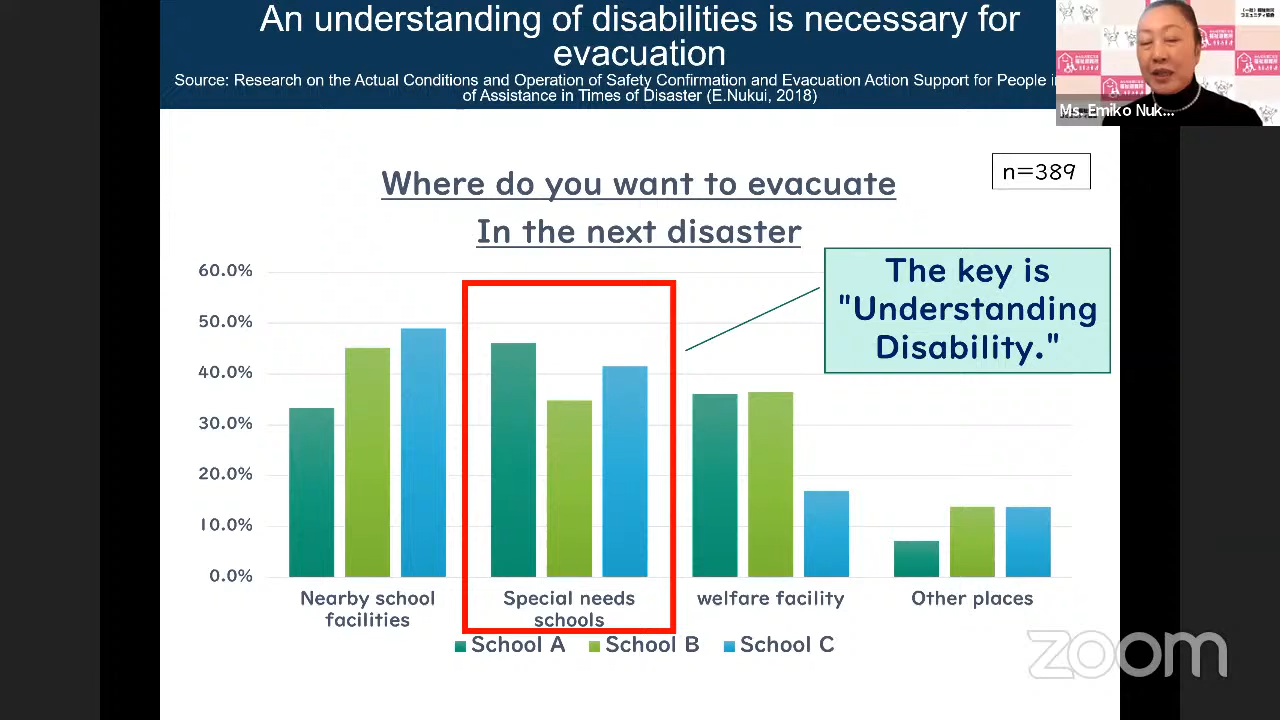 An understanding of disabilities is necessary for
evacuation
Source: Research on the Actual Conditions and Operation of Safety Confirmation and Evacuation Action Support for People in
of Assistance in Times of Disaster (E.Nukui, 2018)
Ms. Emiko Nuk...
Where do you want to evacuate
In the next disaster
n=389
The key is
"Understanding
Disability."
60.0%
50.0%
40.0%
30.0%
20.0%
10.0%
0.0%
Nearby school
facilities
Special needs
schools
welfare facility
Other places
School A
School B
School C
zoom